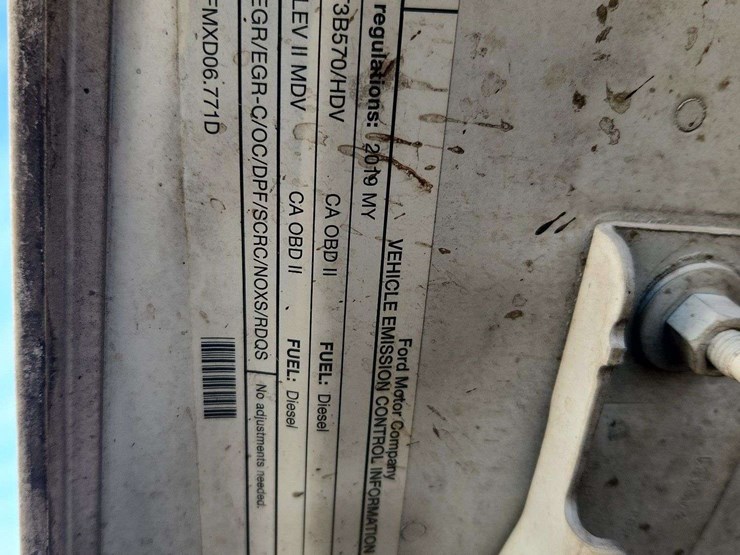 Ford Motor Company
VEHICLE EMISSION CONTROL INFORMATION
regulations: 2019 MY
3B570/HDV CA OBD II FUEL: Diesel
LEV II MDV CA OBD II FUEL: Diesel
EGR/EGR-C/OC/DPF/SCRC/NOXS/RDQS No adjustments needed.
FMXD06.771D